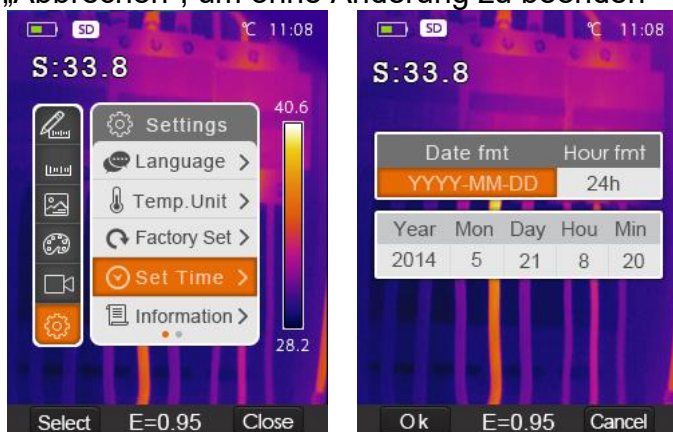 „Abbrechen", um ohne Änderung zu beenden
SD ℃ 11:08
S:33.8
40.6
Settings
Language >
Temp.Unit >
Factory Set >
Set Time >
Information >
28.2
Select E=0.95 Close
SD ℃ 11:08
S:33.8
Date fmt Hour fmt
YYYY-MM-DD 24h
Year Mon Day Hou Min
2014 5 21 8 20
Ok E=0.95 Cancel